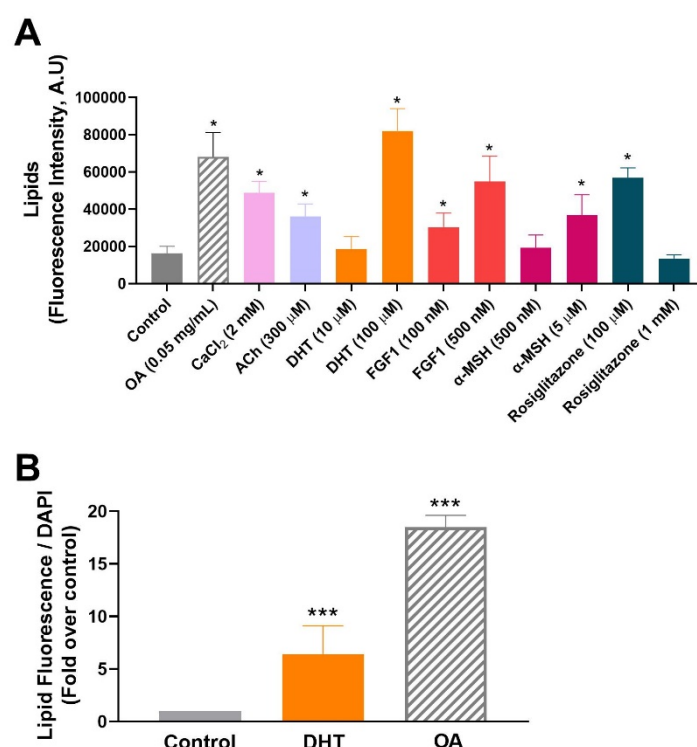 A
Lipids
(Fluorescence Intensity, A.U)
100000
80000
60000
40000
20000
0
*
*
*
*
*
*
*
*
Control
OA (0.05 mg/mL)
CaCl₂ (2 mM)
ACh (300 μM)
DHT (10 μM)
DHT (100 μM)
FGF1 (100 nM)
FGF1 (500 nM)
α-MSH (500 nM)
α-MSH (5 μM)
Rosiglitazone (100 μM)
Rosiglitazone (1 mM)
B
Lipid Fluorescence / DAPI
(Fold over control)
20
15
10
5
0
***
***
Control
DHT
OA